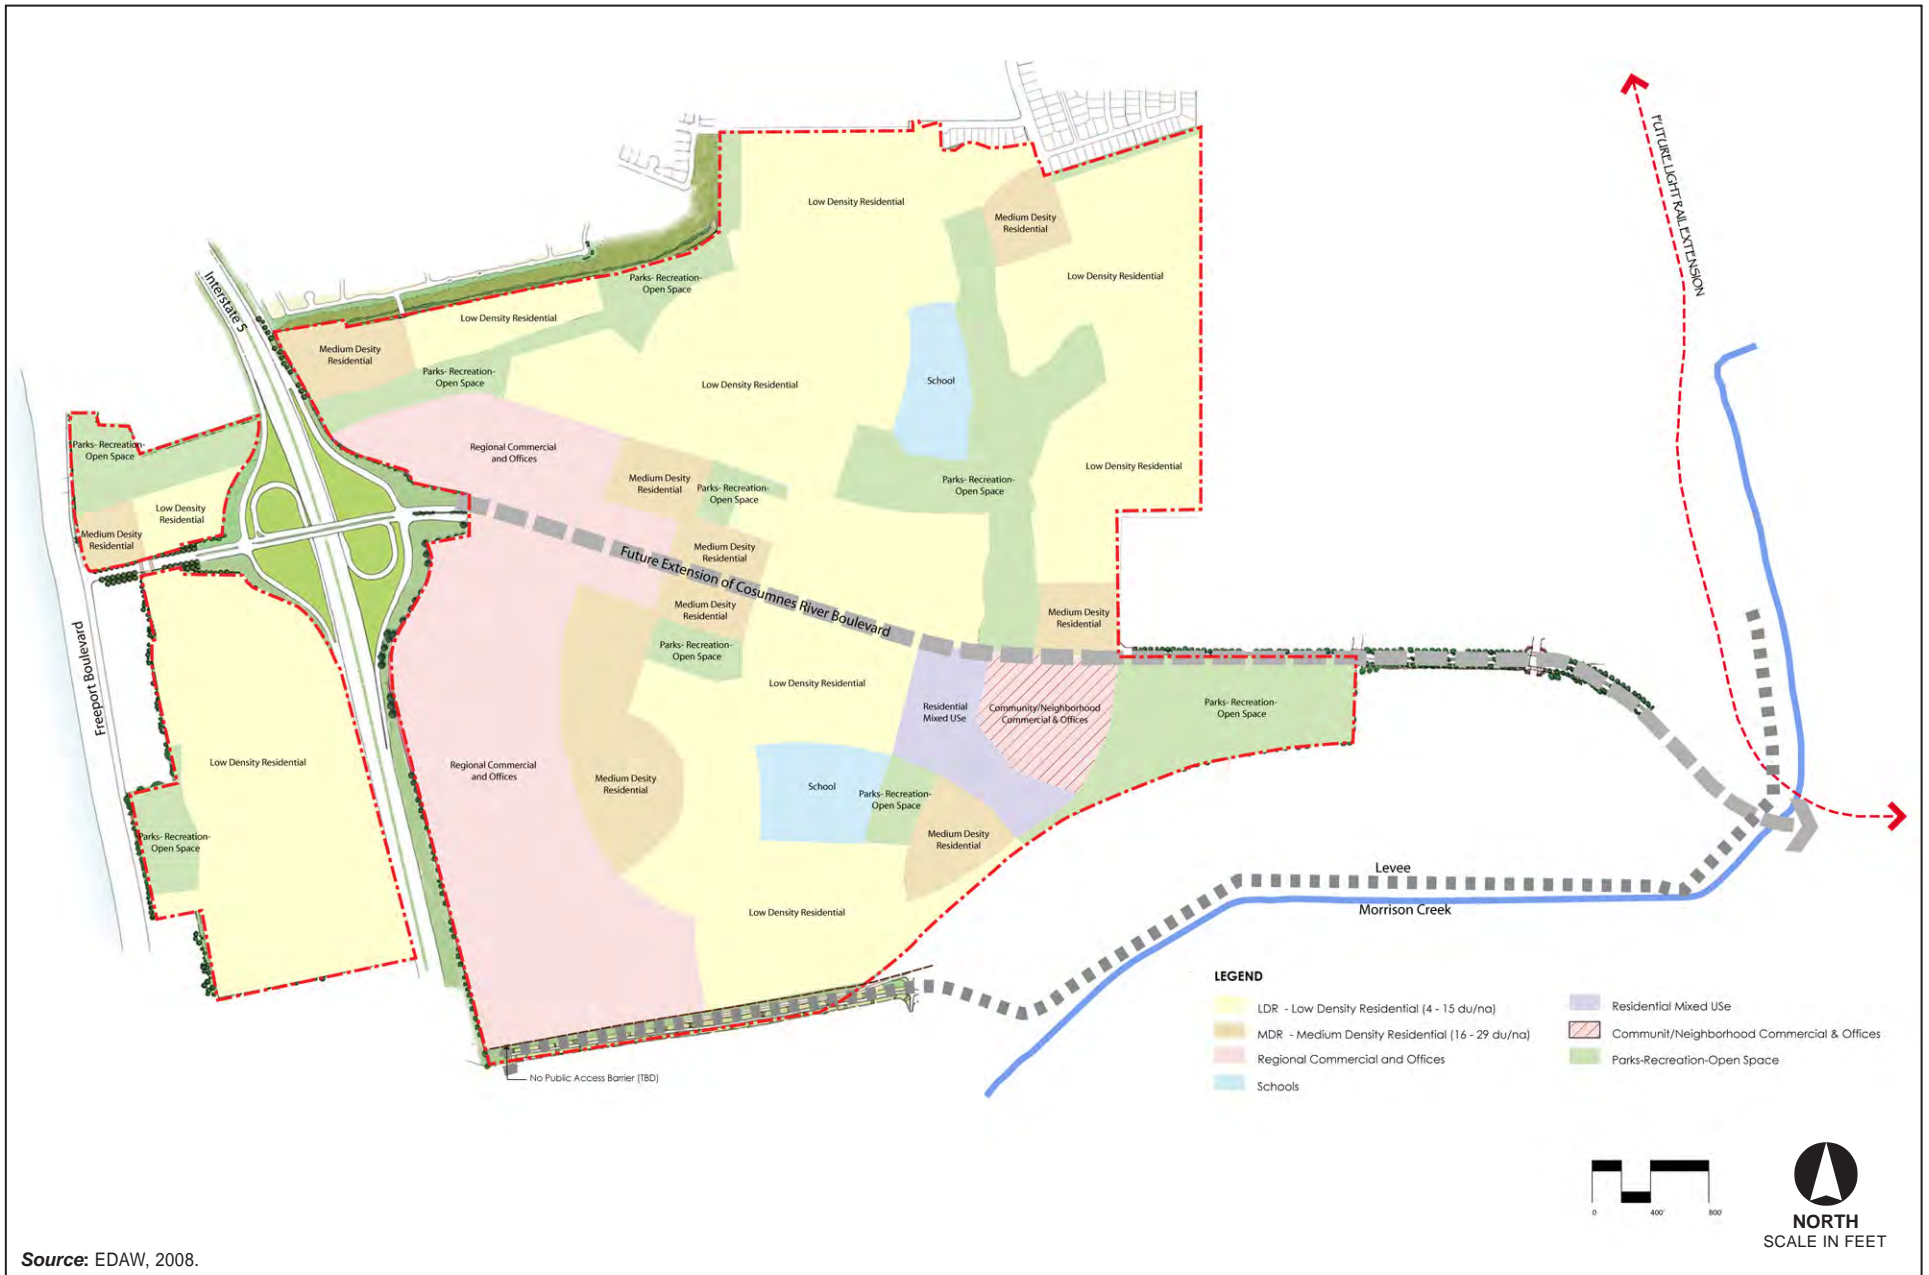 FUTURE LIGHT RAIL EXTENSION
Low Density Residential
Medium Desity
Residential
Low Density Residential
Interstate 5
Parks- Recreation-
Open Space
Low Density Residential
Medium Desity
Residential
Parks- Recreation-
Open Space
Low Density Residential
School
Parks- Recreation-
Open Space
Regional Commercial
and Offices
Low Density Residential
Medium Desity
Residential
Parks- Recreation-
Open Space
Parks- Recreation-
Open Space
Low Density
Residential
Medium Desity
Residential
Medium Desity
Residential
Future Extension of Cosumnes River Boulevard
Medium Desity
Residential
Medium Desity
Residential
Parks- Recreation-
Open Space
Freeport Boulevard
Low Density Residential
Residential
Mixed USe
Community/Neighborhood
Commercial & Offices
Parks- Recreation-
Open Space
Low Density Residential
Regional Commercial
and Offices
Medium Desity
Residential
School
Parks- Recreation-
Open Space
Parks- Recreation-
Open Space
Medium Desity
Residential
Levee
Morrison Creek
Low Density Residential
No Public Access Barrier (TBD)
LEGEND
LDR - Low Density Residential (4 - 15 du/na)
MDR - Medium Density Residential (16 - 29 du/na)
Regional Commercial and Offices
Schools
Residential Mixed USe
Communit/Neighborhood Commercial & Offices
Parks-Recreation-Open Space
0 400' 800'
NORTH
SCALE IN FEET
Source: EDAW, 2008.